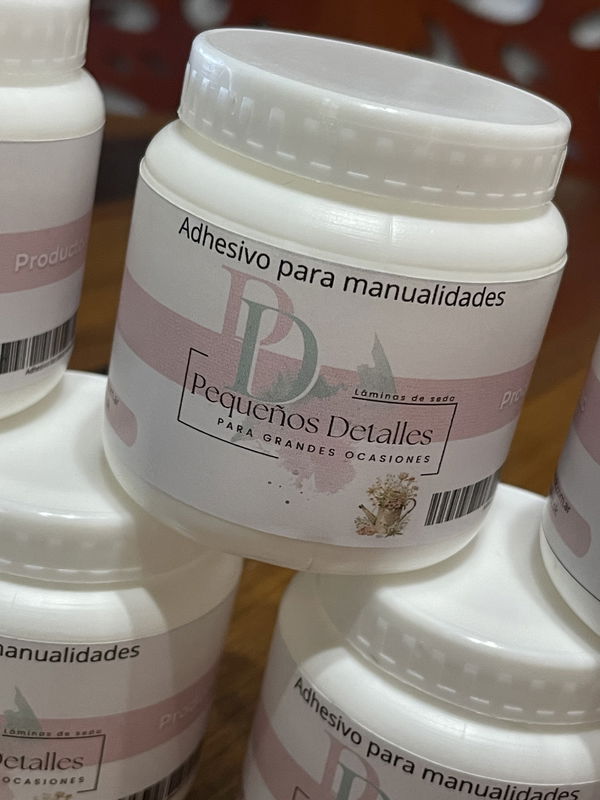 Producto
Adhesivo para manualidades
PD
Láminas de seda
Pequeños Detalles
PARA GRANDES OCASIONES
manualidades
Láminas de seda
Detalles
OCASIONES
Adhesivo para manualidades